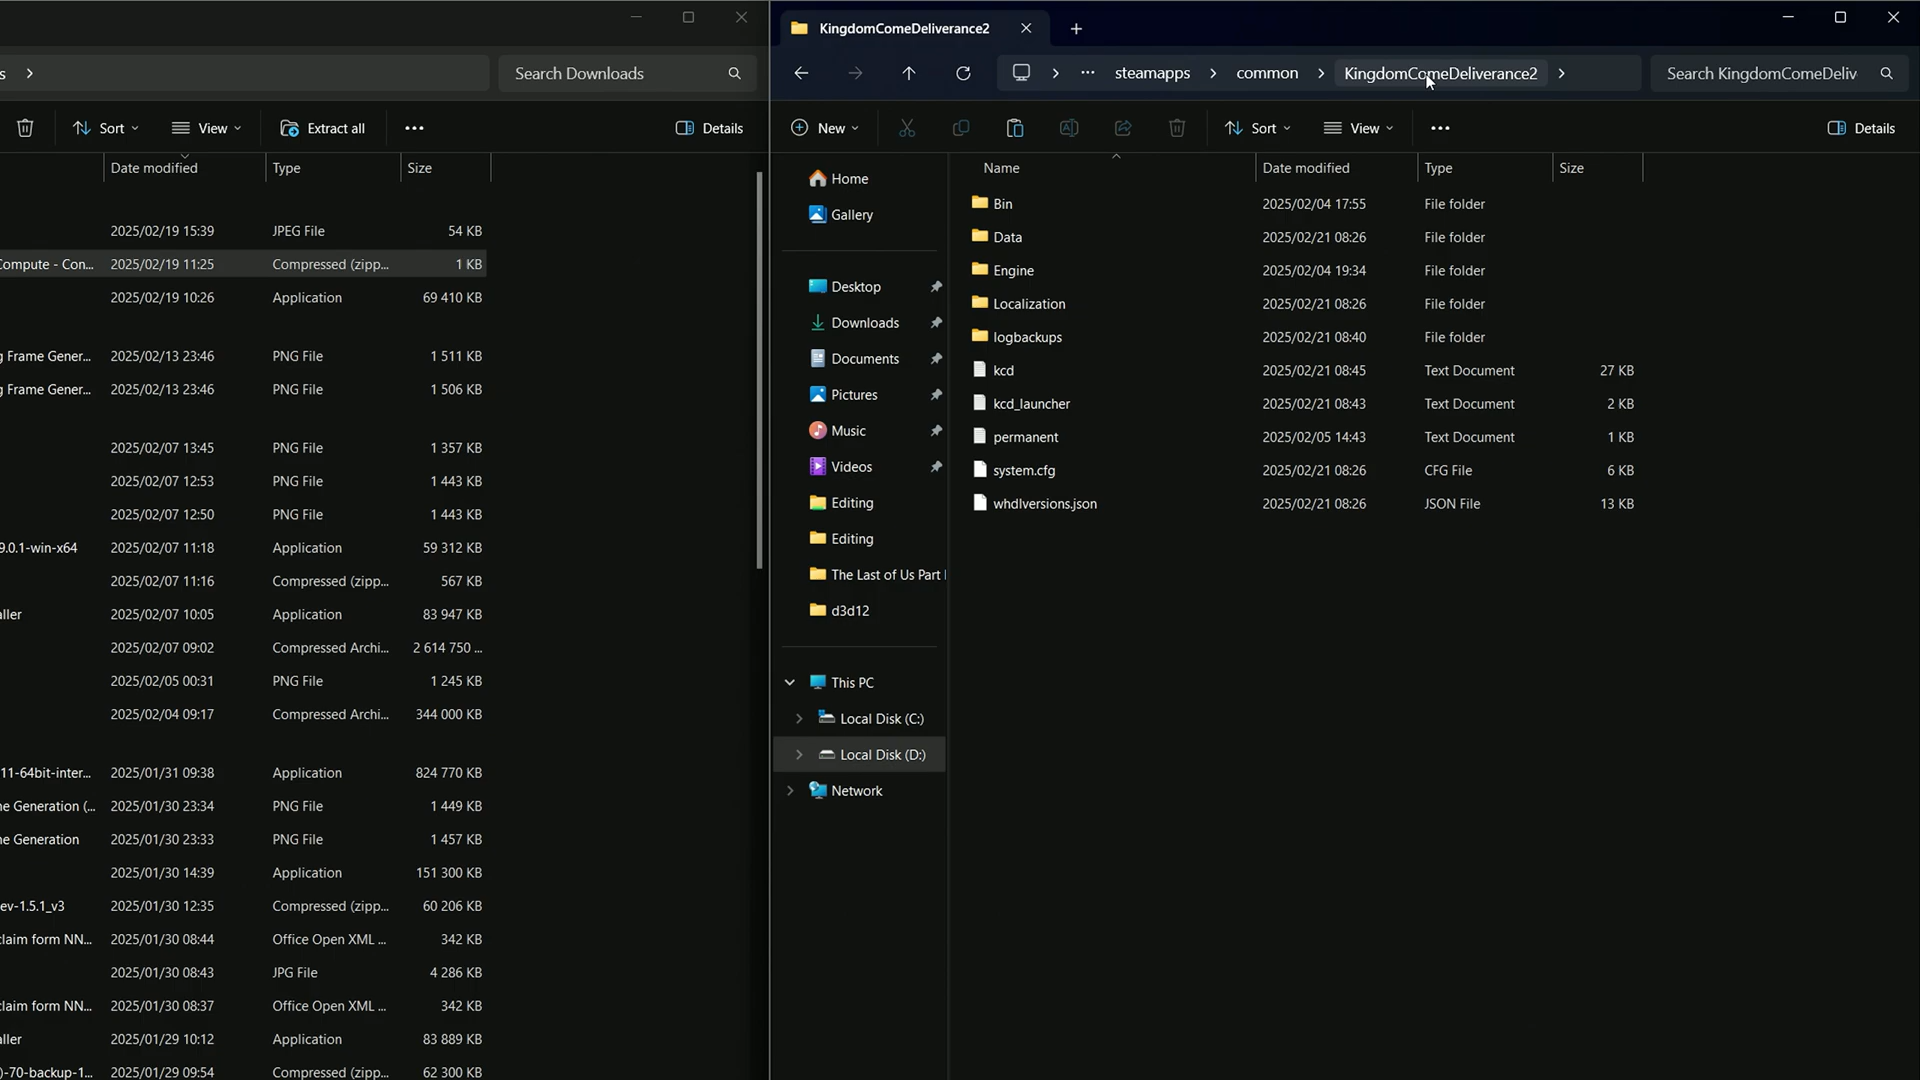 s
Search Downloads
Sort
View
Extract all
Details
Date modified
Type
Size
2025/02/19 15:39 JPEG File 54 KB
Compute - Con... 2025/02/19 11:25 Compressed (zipp... 1 KB
2025/02/19 10:26 Application 69 410 KB
g Frame Gener... 2025/02/13 23:46 PNG File 1 511 KB
g Frame Gener... 2025/02/13 23:46 PNG File 1 506 KB
2025/02/07 13:45 PNG File 1 357 KB
2025/02/07 12:53 PNG File 1 443 KB
2025/02/07 12:50 PNG File 1 443 KB
9.0.1-win-x64 2025/02/07 11:18 Application 59 312 KB
2025/02/07 11:16 Compressed (zipp... 567 KB
ller 2025/02/07 10:05 Application 83 947 KB
2025/02/07 09:02 Compressed Archi... 2 614 750 ...
2025/02/05 00:31 PNG File 1 245 KB
2025/02/04 09:17 Compressed Archi... 344 000 KB
11-64bit-inter... 2025/01/31 09:38 Application 824 770 KB
ne Generation (... 2025/01/30 23:34 PNG File 1 449 KB
ne Generation 2025/01/30 23:33 PNG File 1 457 KB
2025/01/30 14:39 Application 151 300 KB
ev-1.5.1_v3 2025/01/30 12:35 Compressed (zipp... 60 206 KB
claim form NN... 2025/01/30 08:44 Office Open XML ... 342 KB
2025/01/30 08:43 JPG File 4 286 KB
claim form NN... 2025/01/30 08:37 Office Open XML ... 342 KB
ller 2025/01/29 10:12 Application 83 889 KB
)-70-backup-1... 2025/01/29 09:54 Compressed (zipp... 62 300 KB
KingdomComeDeliverance2
steamapps
common
KingdomComeDeliverance2
Search KingdomComeDeliv
New
Sort
View
Details
Home
Gallery
Desktop
Downloads
Documents
Pictures
Music
Videos
Editing
Editing
The Last of Us Part I
d3d12
This PC
Local Disk (C:)
Local Disk (D:)
Network
Name Date modified Type Size
Bin 2025/02/04 17:55 File folder
Data 2025/02/21 08:26 File folder
Engine 2025/02/04 19:34 File folder
Localization 2025/02/21 08:26 File folder
logbackups 2025/02/21 08:40 File folder
kcd 2025/02/21 08:45 Text Document 27 KB
kcd_launcher 2025/02/21 08:43 Text Document 2 KB
permanent 2025/02/05 14:43 Text Document 1 KB
system.cfg 2025/02/21 08:26 CFG File 6 KB
whdlversions.json 2025/02/21 08:26 JSON File 13 KB